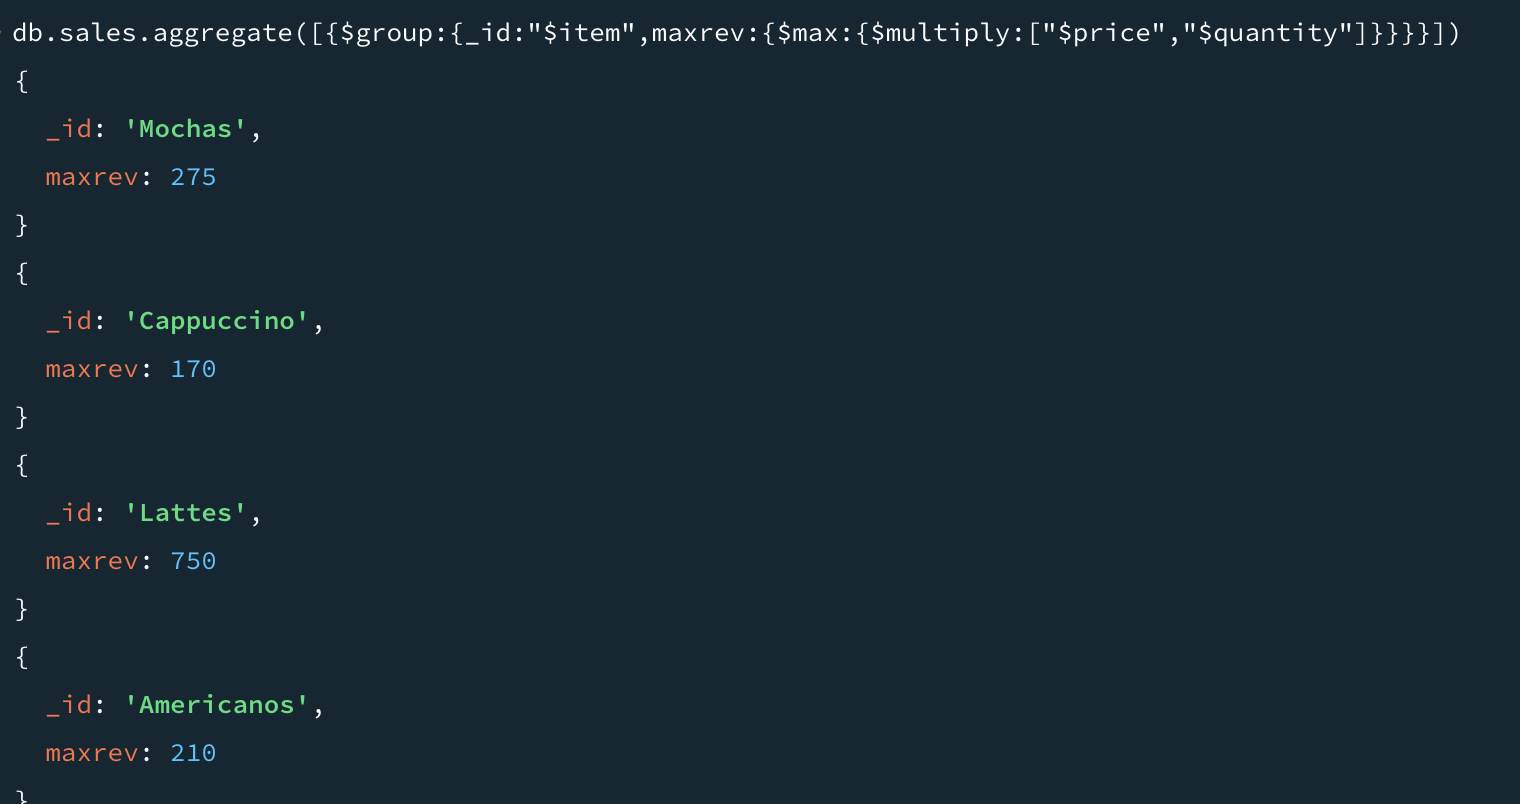 db.sales.aggregate([{$group:{_id:"$item",maxrev:{$max:{$multiply:["$price","$quantity"]}}}}])
{
  _id: 'Mochas',
  maxrev: 275
}
{
  _id: 'Cappuccino',
  maxrev: 170
}
{
  _id: 'Lattes',
  maxrev: 750
}
{
  _id: 'Americanos',
  maxrev: 210
}